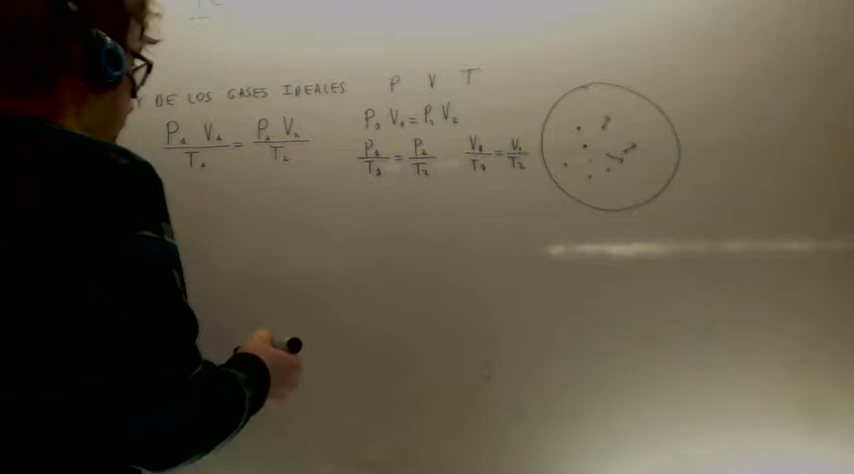 Y DE LOS GASES IDEALES
P V T
P₁ V₁ / T₁ = P₂ V₂ / T₂
P₁ V₁ = P₂ V₂
P₁ / T₁ = P₂ / T₂
V₁ / T₁ = V₂ / T₂